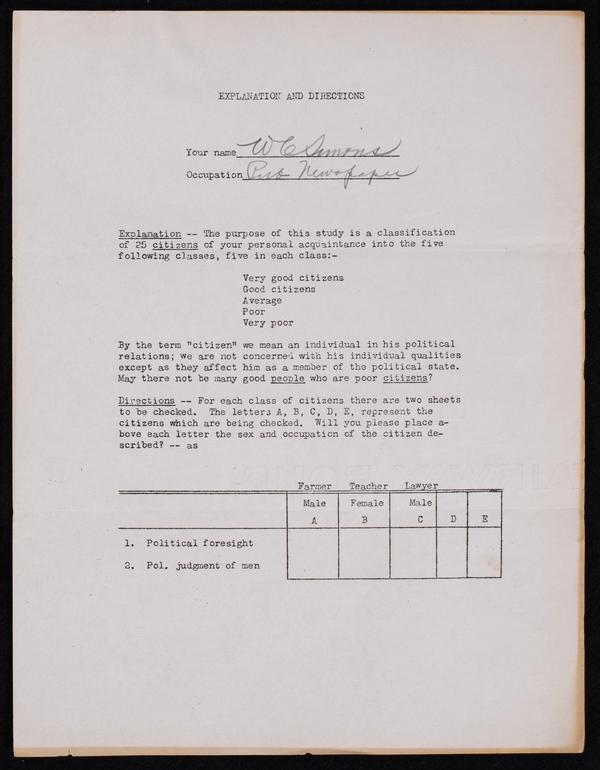 EXPLANATION AND DIRECTIONS
Your name W C Simons
Occupation Pub Newspaper
Explanation -- The purpose of this study is a classification
of 25 citizens of your personal acquaintance into the five
following classes, five in each class:-
Very good citizens
Good citizens
Average
Poor
Very poor
By the term "citizen" we mean an individual in his political
relations; we are not concerned with his individual qualities
except as they affect him as a member of the political state.
May there not be many good people who are poor citizens?
Directions -- For each class of citizens there are two sheets
to be checked. The letters A, B, C, D, E, represent the
citizens which are being checked. Will you please place a-
bove each letter the sex and occupation of the citizen de-
scribed? -- as
Farmer Teacher Lawyer
Male Female Male
A B C D E
1. Political foresight
2. Pol. judgment of men